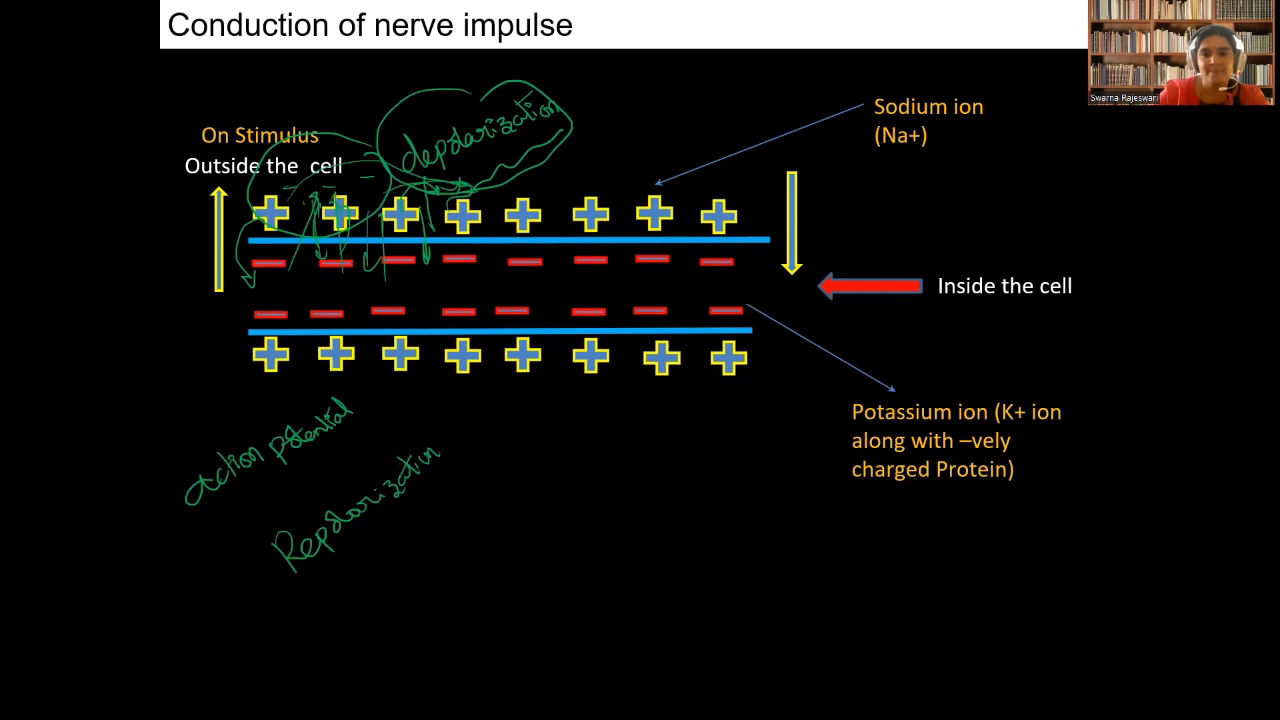 Conduction of nerve impulse
Swarna Rajeswari
Sodium ion
(Na+)
On Stimulus
Outside the cell
depolarization
Inside the cell
Potassium ion (K+ ion
along with –vely
charged Protein)
action potential
Repolarization